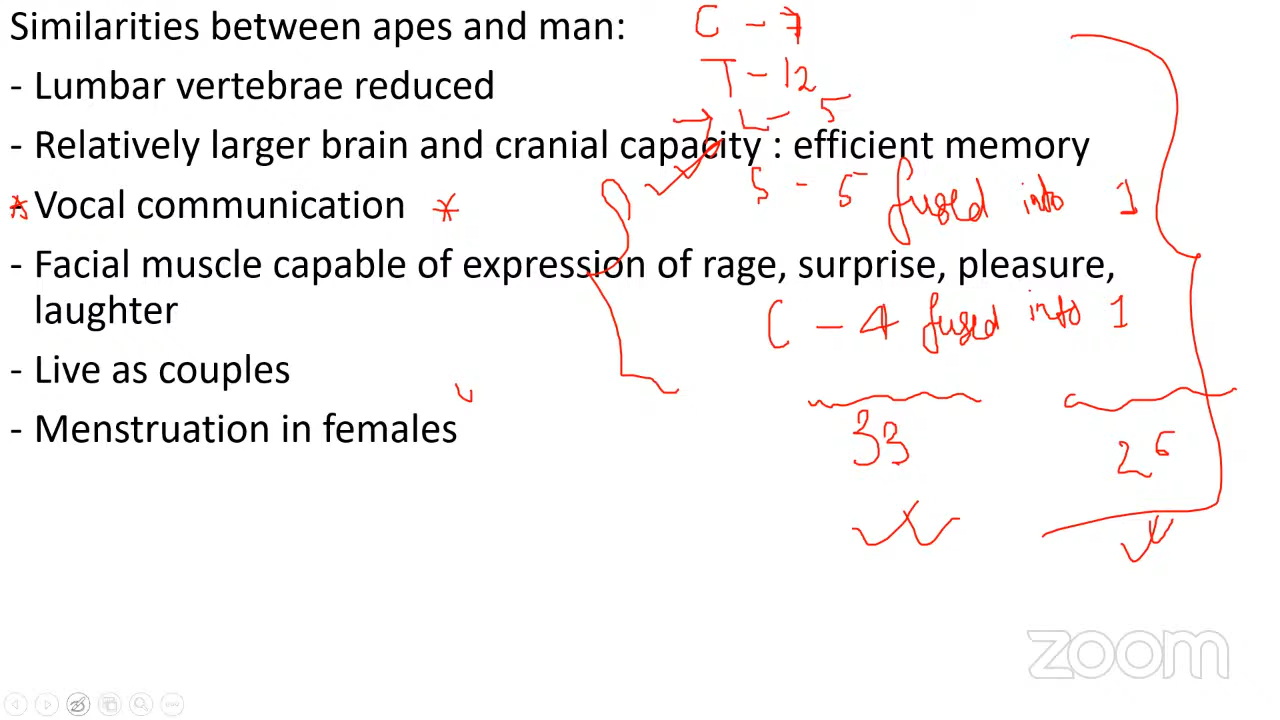 Similarities between apes and man:
C - 7
T - 12
- Lumbar vertebrae reduced
L - 5
- Relatively larger brain and cranial capacity : efficient memory
S - 5 fused into 1
- Vocal communication
- Facial muscle capable of expression of rage, surprise, pleasure,
laughter
C - 4 fused into 1
- Live as couples
- Menstruation in females
33 26
zoom